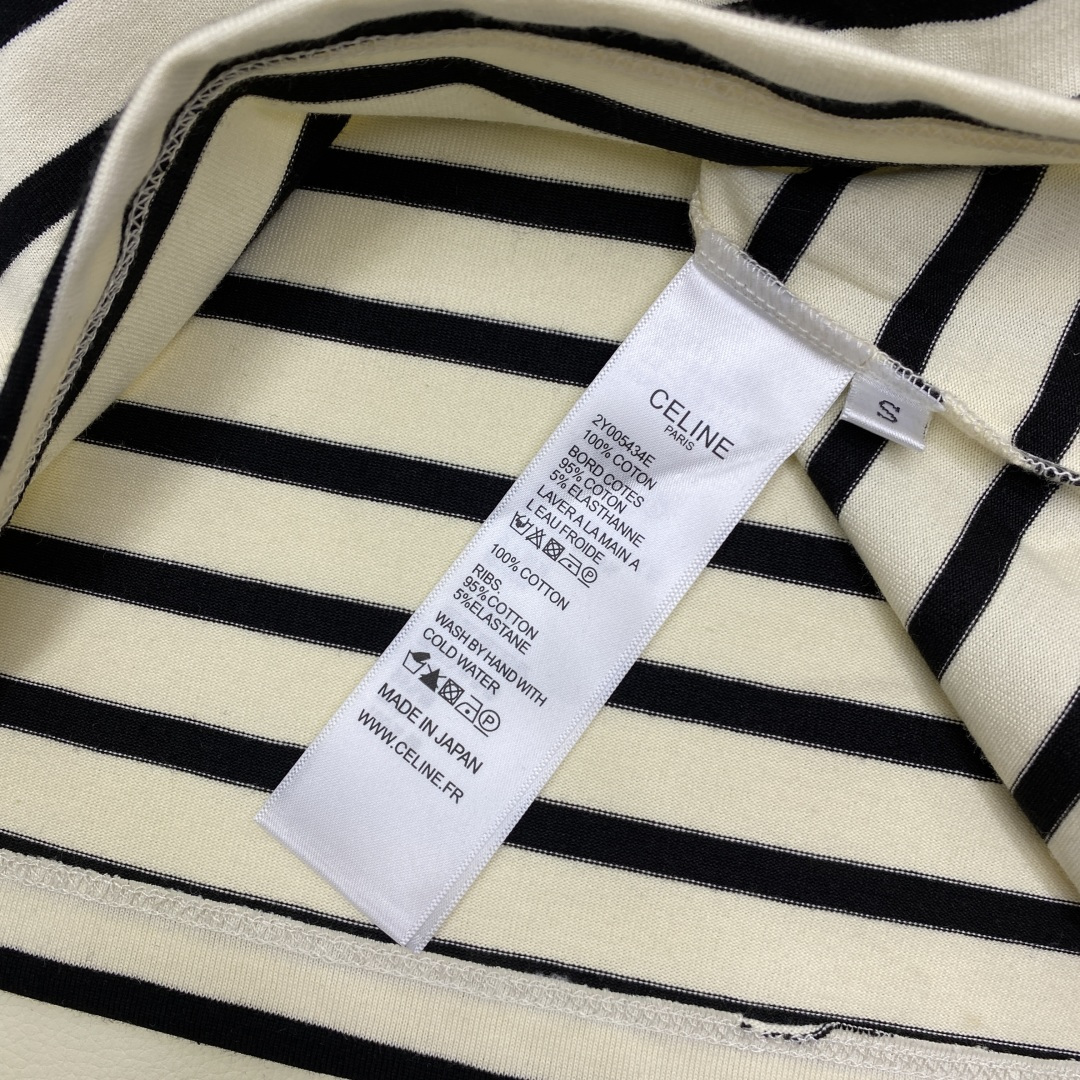 CELINE
PARIS
2Y005434E
100% COTON
BORD COTES
95% COTON
5% ELASTHANNE
LAVER A LA MAIN A
L EAU FROIDE
100% COTTON
RIBS,
95%COTTON
5%ELASTANE
WASH BY HAND WITH
COLD WATER
MADE IN JAPAN
WWW.CELINE.FR
S